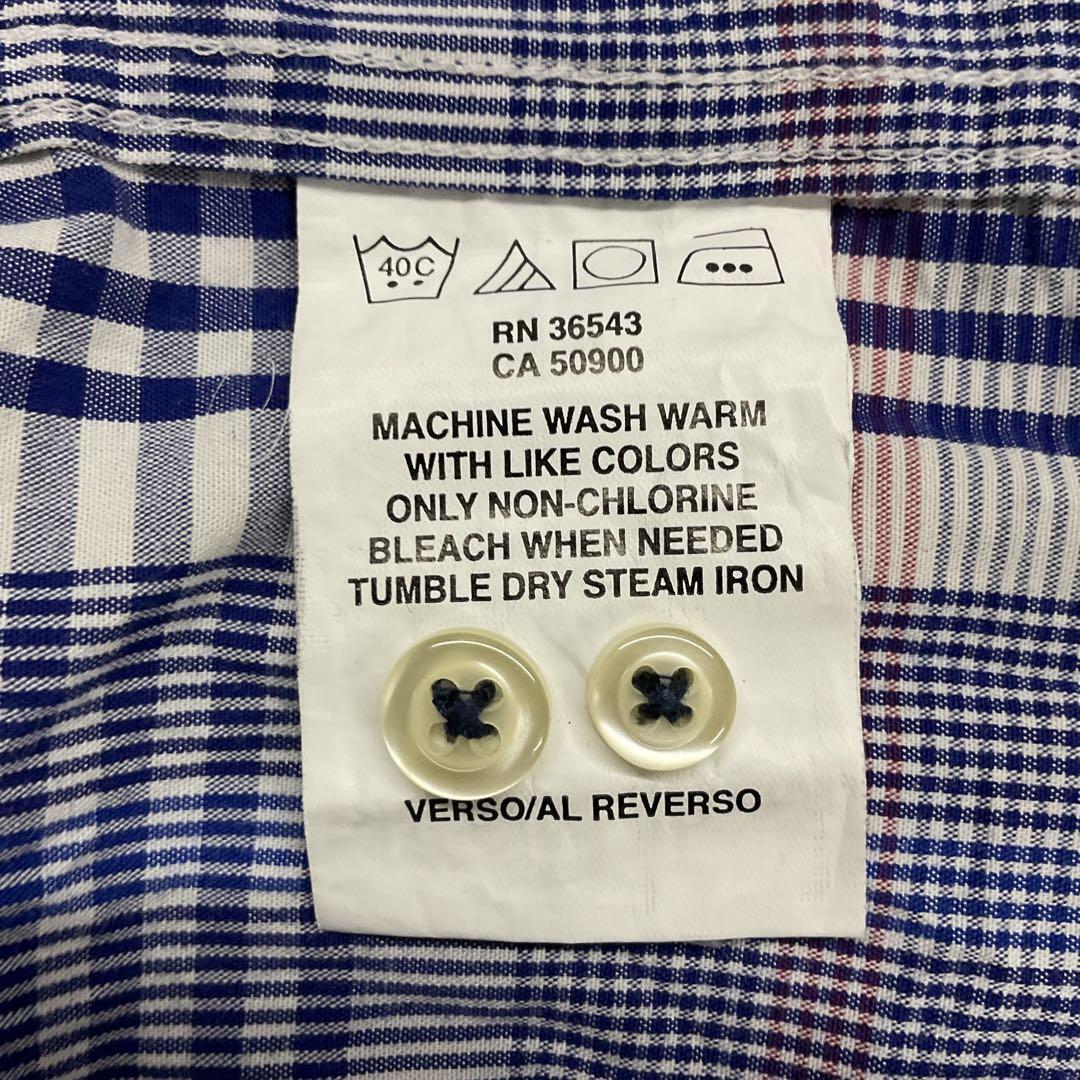 40C
RN 36543
CA 50900
MACHINE WASH WARM
WITH LIKE COLORS
ONLY NON-CHLORINE
BLEACH WHEN NEEDED
TUMBLE DRY STEAM IRON
VERSO/AL REVERSO